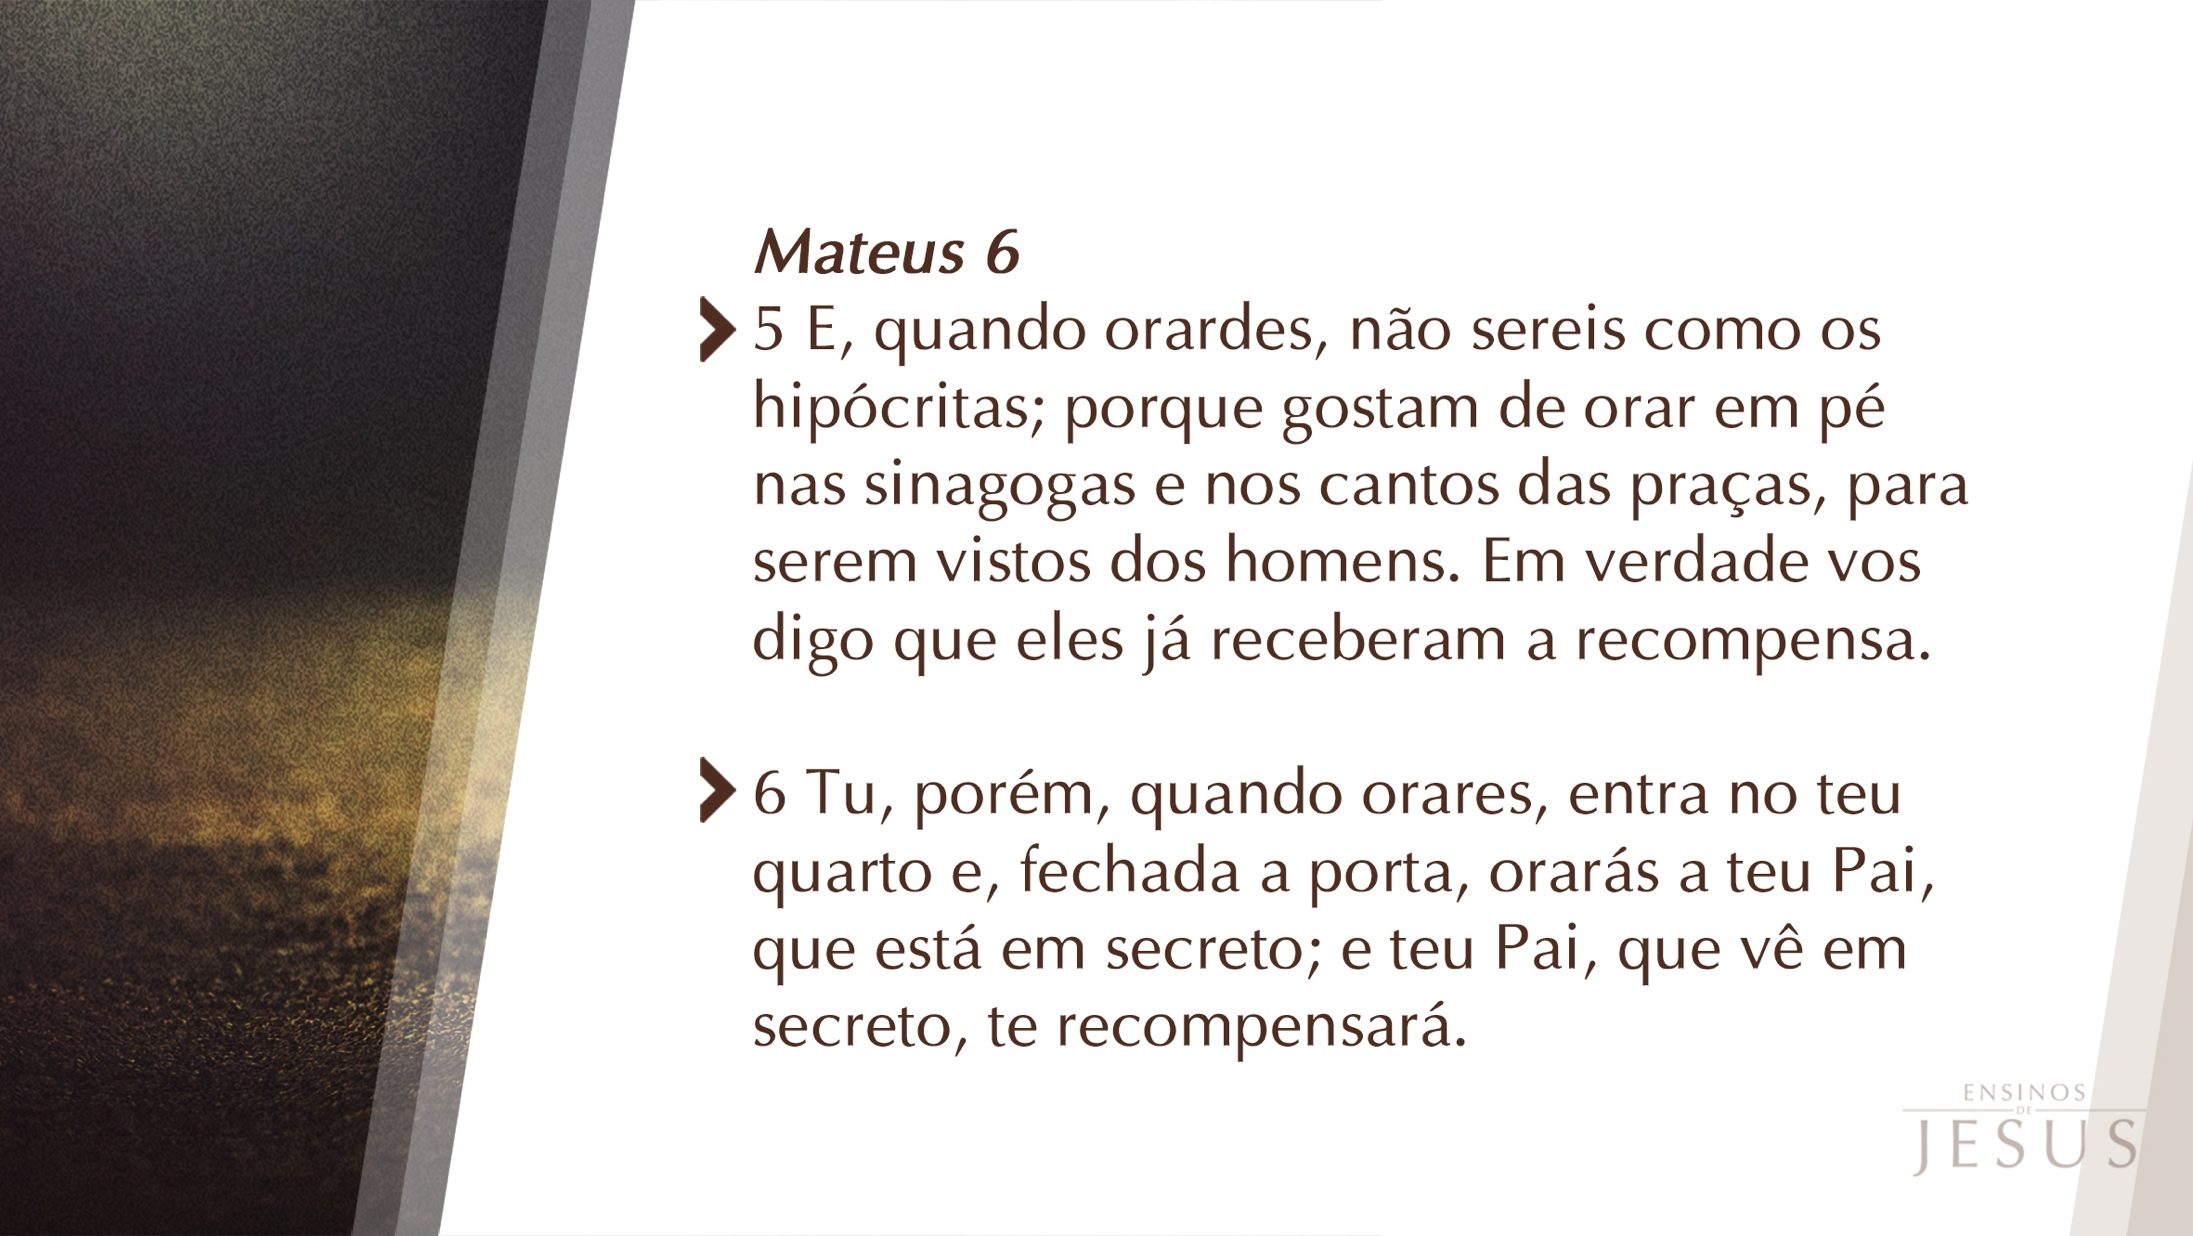 Mateus 6
5 E, quando orardes, não sereis como os
hipócritas; porque gostam de orar em pé
nas sinagogas e nos cantos das praças, para
serem vistos dos homens. Em verdade vos
digo que eles já receberam a recompensa.
6 Tu, porém, quando orares, entra no teu
quarto e, fechada a porta, orarás a teu Pai,
que está em secreto; e teu Pai, que vê em
secreto, te recompensará.
ENSINOS
DE
JESUS